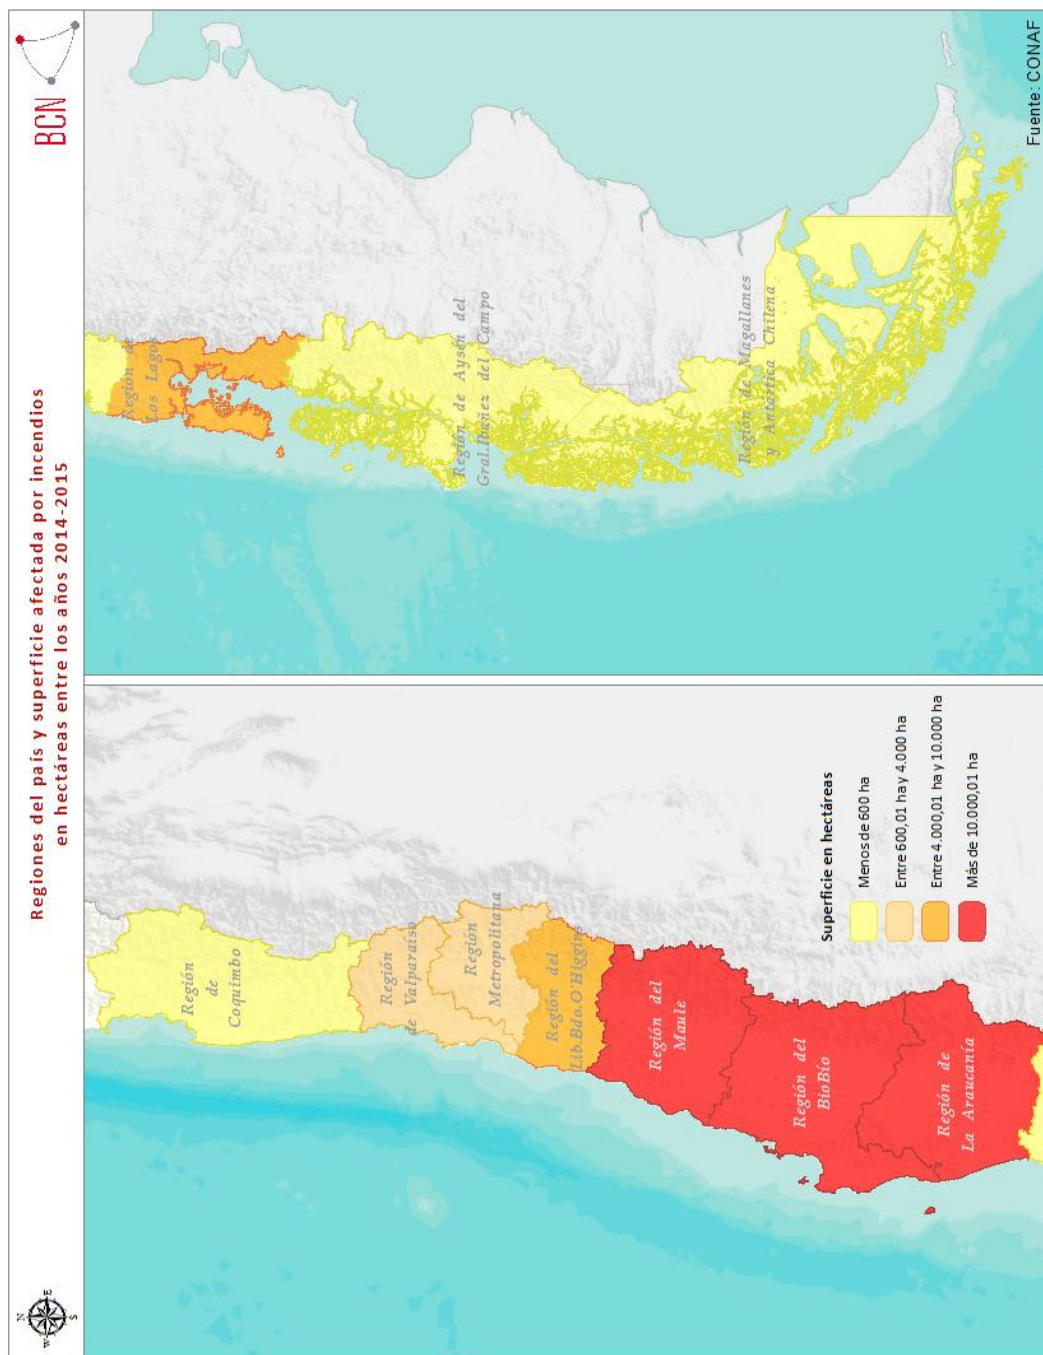 Regiones del país y superficie afectada por incendios
en hectáreas entre los años 2014-2015
N
W
E
S
BCN
Región
de
Coquimbo
Región
de Valparaíso
Región
Metropolitana
Región del
Lib.Bdo.O'Higgins
Región del
Maule
Región del
BioBío
Región de
La Araucanía
Superficie en hectáreas
Menos de 600 ha
Entre 600,01 ha y 4.000 ha
Entre 4.000,01 ha y 10.000 ha
Más de 10.000,01 ha
Región de
Los Lagos
Región de Aysén del
Gral.Ibañez del Campo
Región de Magallanes
y Antártica Chilena
Fuente: CONAF